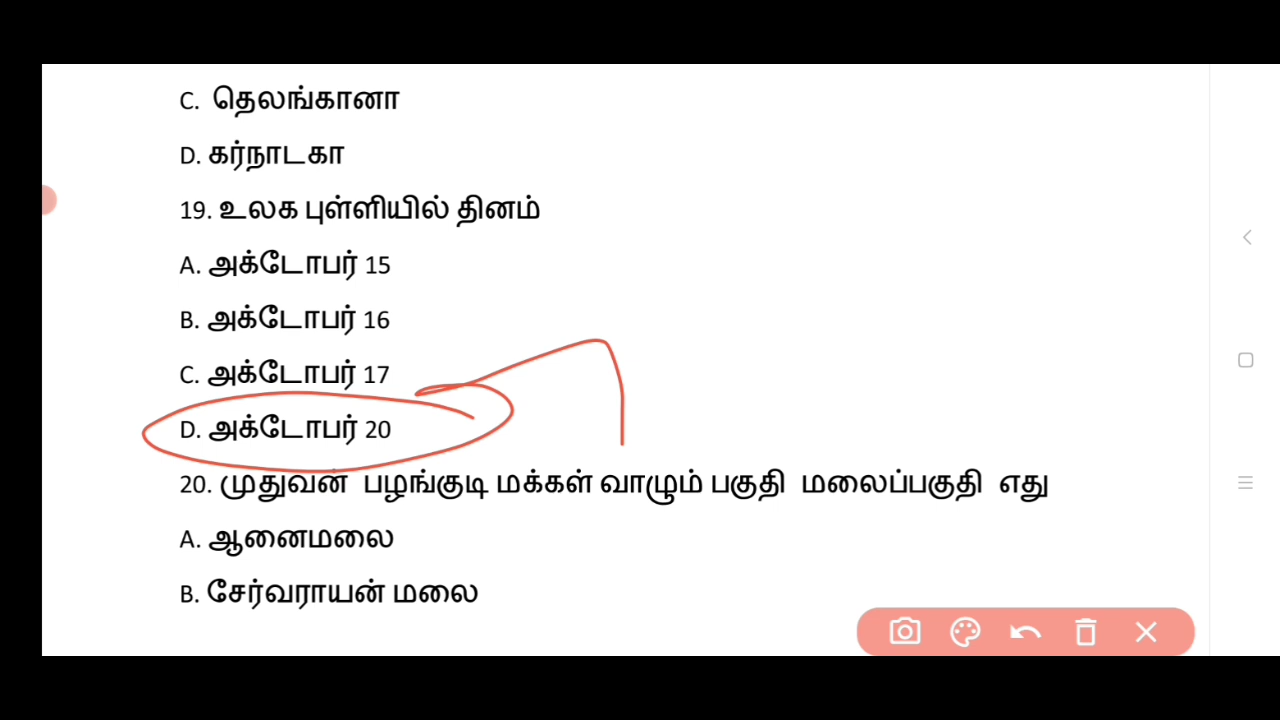 C. தெலங்கானா
D. கர்நாடகா
19. உலக புள்ளியில் தினம்
A. அக்டோபர் 15
B. அக்டோபர் 16
C. அக்டோபர் 17
D. அக்டோபர் 20
20. முதுவன் பழங்குடி மக்கள் வாழும் பகுதி மலைப்பகுதி எது
A. ஆனைமலை
B. சேர்வராயன் மலை